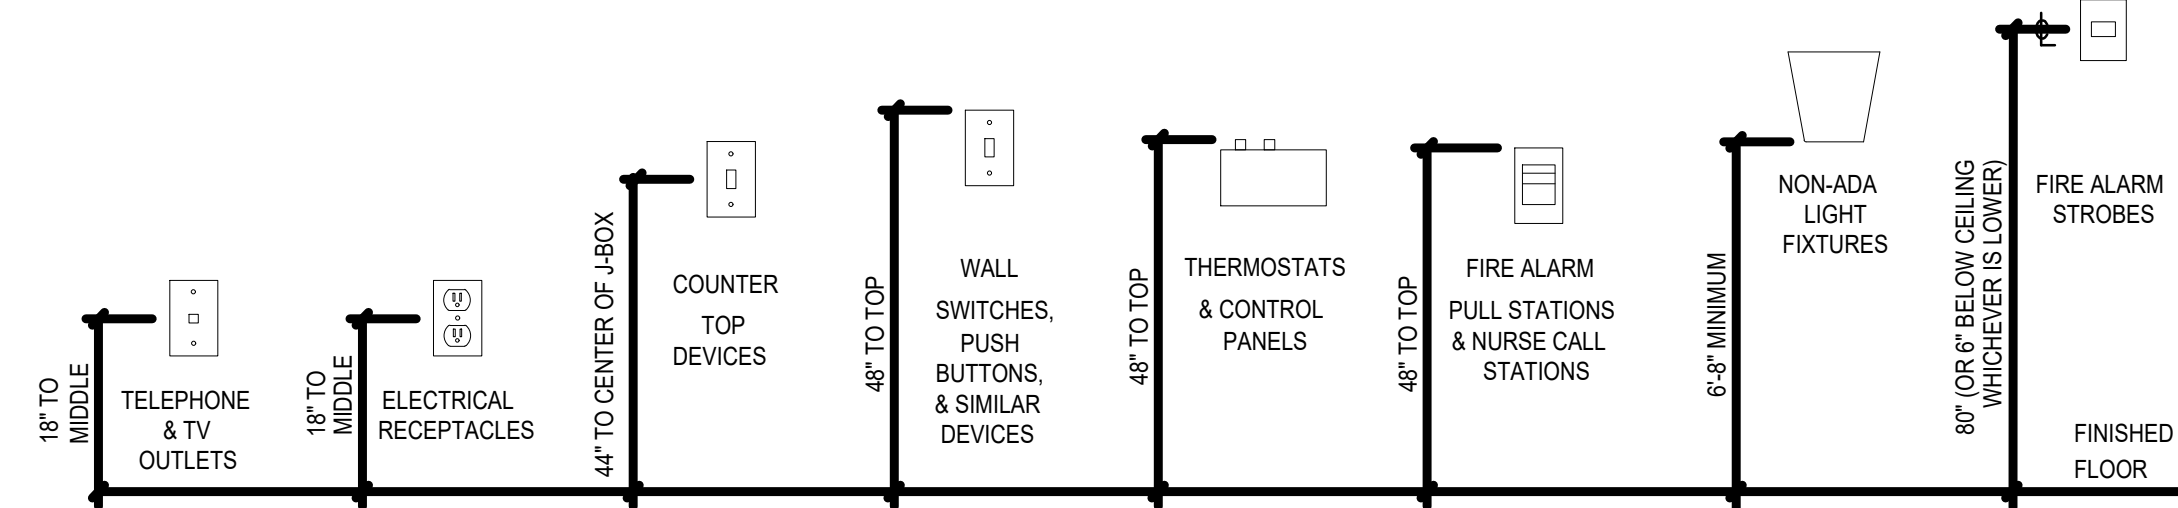 18" TO
MIDDLE
TELEPHONE
& TV
OUTLETS
18" TO
MIDDLE
ELECTRICAL
RECEPTACLES
44" TO CENTER OF J-BOX
COUNTER
TOP
DEVICES
48" TO TOP
WALL
SWITCHES,
PUSH
BUTTONS,
& SIMILAR
DEVICES
48" TO TOP
THERMOSTATS
& CONTROL
PANELS
48" TO TOP
FIRE ALARM
PULL STATIONS
& NURSE CALL
STATIONS
6'-8" MINIMUM
NON-ADA
LIGHT
FIXTURES
80" (OR 6" BELOW CEILING
WHICHEVER IS LOWER)
FIRE ALARM
STROBES
FINISHED
FLOOR